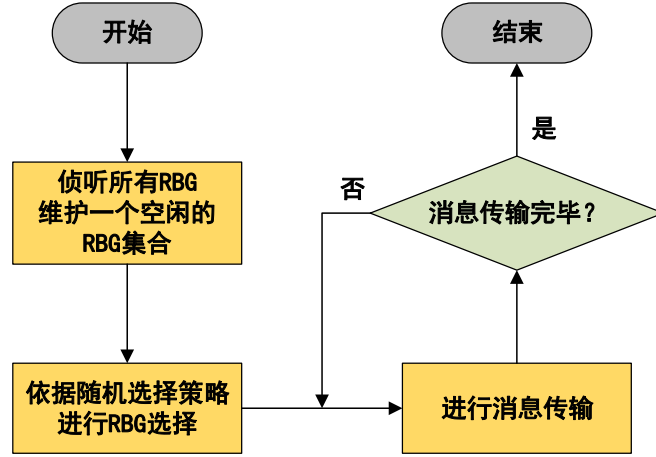 开始
侦听所有RBG
维护一个空闲的
RBG集合
依据随机选择策略
进行RBG选择
进行消息传输
消息传输完毕？
否
是
结束